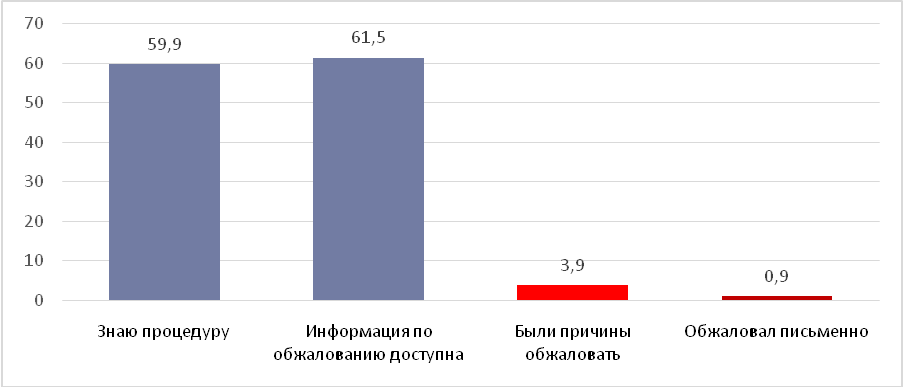 70
60
50
40
30
20
10
0
59,9
61,5
3,9
0,9
Знаю процедуру
Информация по
обжалованию доступна
Были причины
обжаловать
Обжаловал письменно